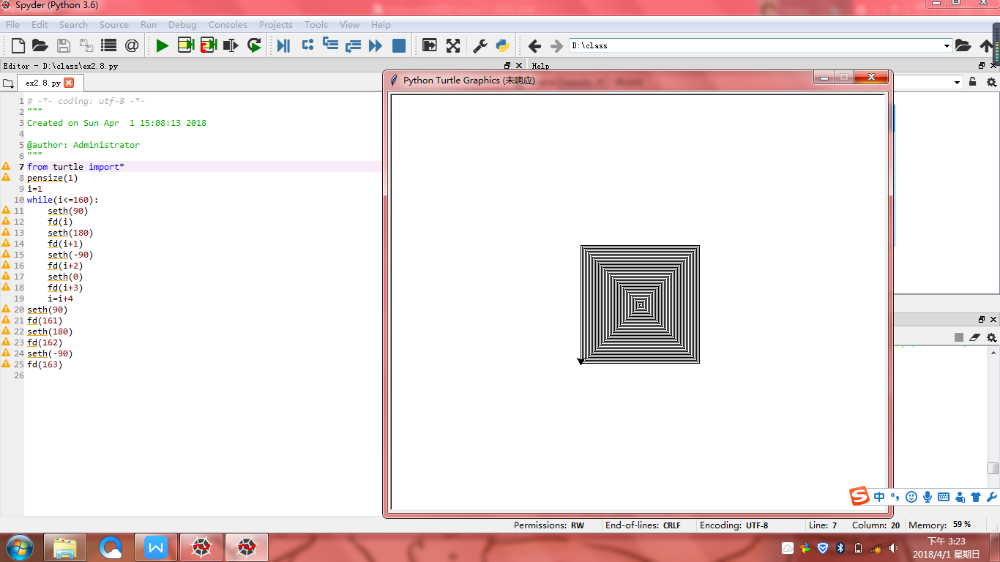 Spyder (Python 3.6)
File Edit Search Source Run Debug Consoles Projects Tools View Help
D:\class
Editor - D:\class\ex2.8.py
Help
ex2.8.py
Python Turtle Graphics (未响应)
1 # -*- coding: utf-8 -*-
2 """
3 Created on Sun Apr  1 15:08:13 2018
4
5 @author: Administrator
6 """
7 from turtle import*
8 pensize(1)
9 i=1
10 while(i<=160):
11     seth(90)
12     fd(i)
13     seth(180)
14     fd(i+1)
15     seth(-90)
16     fd(i+2)
17     seth(0)
18     fd(i+3)
19     i=i+4
20 seth(90)
21 fd(161)
22 seth(180)
23 fd(162)
24 seth(-90)
25 fd(163)
26
中
Permissions: RW End-of-lines: CRLF Encoding: UTF-8 Line: 7 Column: 20 Memory: 59 %
下午 3:23
2018/4/1 星期日